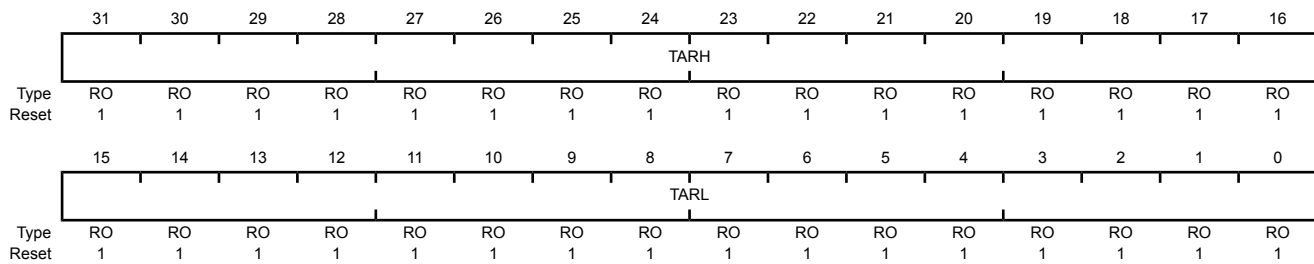 31 30 29 28 27 26 25 24 23 22 21 20 19 18 17 16
TARH
Type RO RO RO RO RO RO RO RO RO RO RO RO RO RO RO RO
Reset 1 1 1 1 1 1 1 1 1 1 1 1 1 1 1 1
15 14 13 12 11 10 9 8 7 6 5 4 3 2 1 0
TARL
Type RO RO RO RO RO RO RO RO RO RO RO RO RO RO RO RO
Reset 1 1 1 1 1 1 1 1 1 1 1 1 1 1 1 1